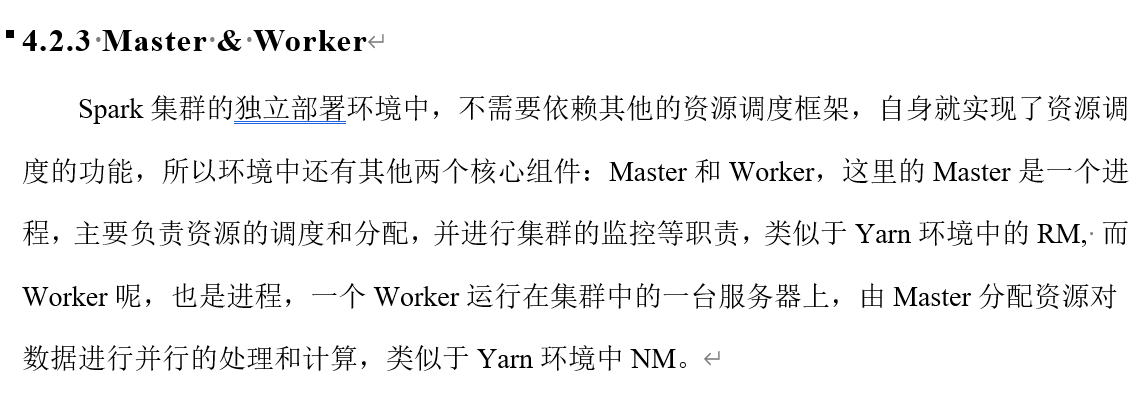 4.2.3 Master & Worker
Spark 集群的独立部署环境中，不需要依赖其他的资源调度框架，自身就实现了资源调
度的功能，所以环境中还有其他两个核心组件：Master 和 Worker，这里的 Master 是一个进
程，主要负责资源的调度和分配，并进行集群的监控等职责，类似于 Yarn 环境中的 RM, 而
Worker 呢，也是进程，一个 Worker 运行在集群中的一台服务器上，由 Master 分配资源对
数据进行并行的处理和计算，类似于 Yarn 环境中 NM。